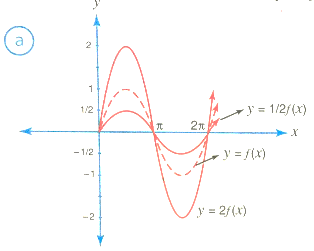 y
a
2
1
1/2
π
2π
y = 1/2f(x)
x
−1/2
y = f(x)
−1
−2
y = 2f(x)